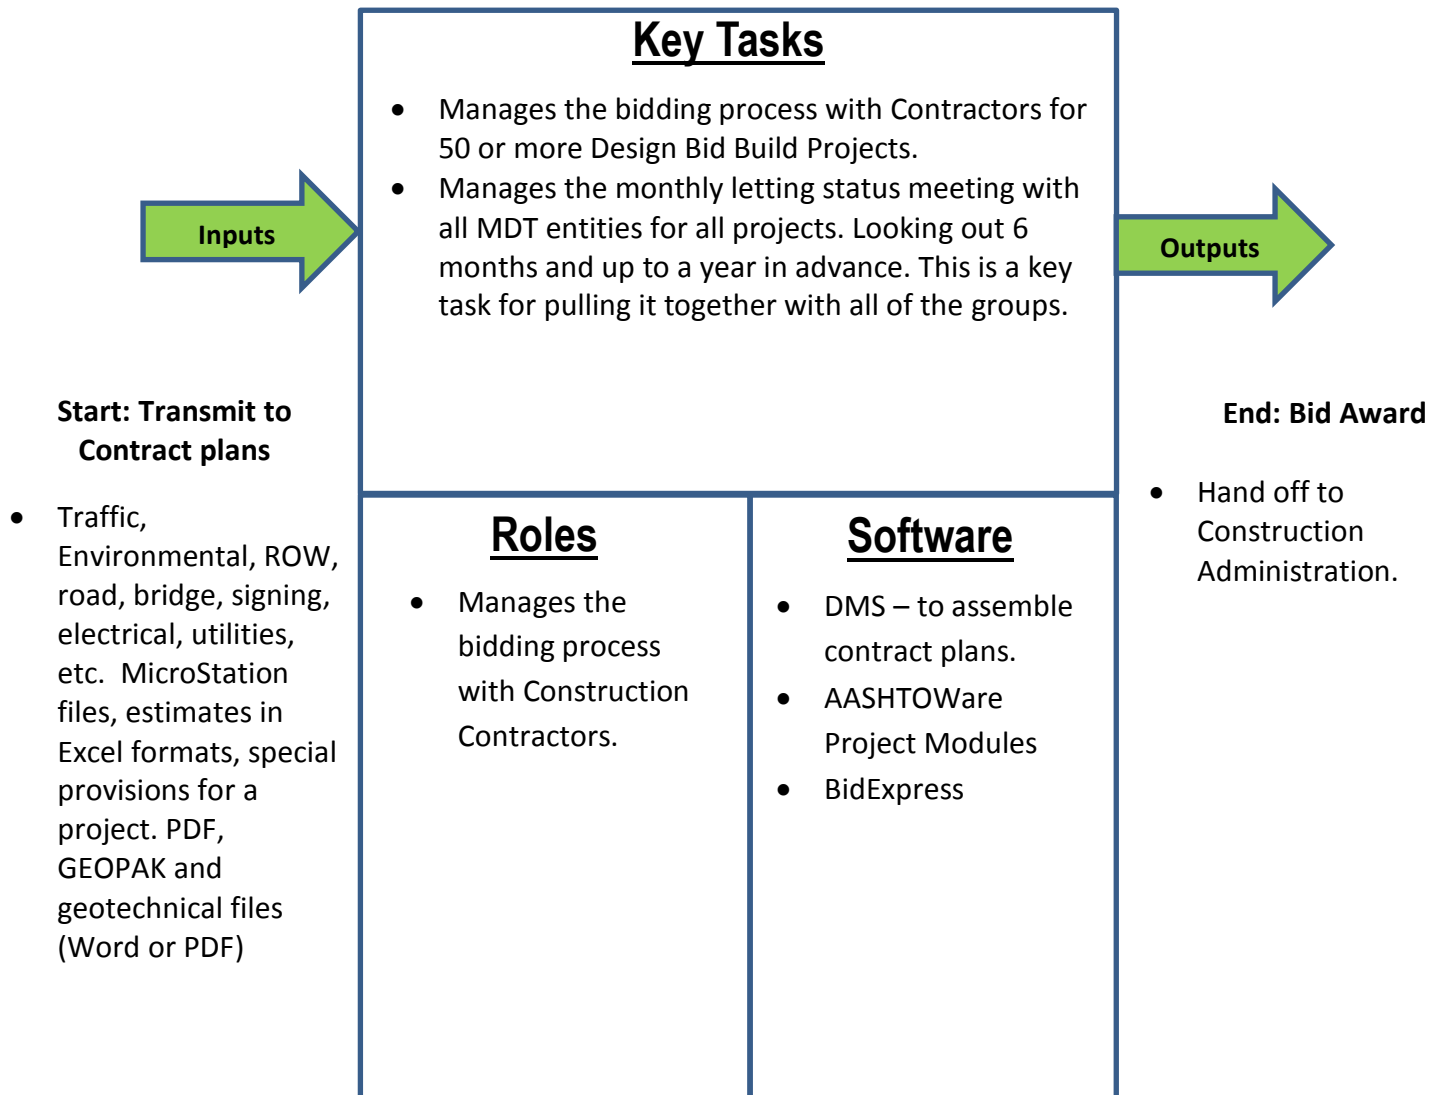 Key Tasks
• Manages the bidding process with Contractors for
50 or more Design Bid Build Projects.
• Manages the monthly letting status meeting with
all MDT entities for all projects. Looking out 6
months and up to a year in advance. This is a key
task for pulling it together with all of the groups.
Inputs
Outputs
Start: Transmit to
Contract plans
• Traffic,
Environmental, ROW,
road, bridge, signing,
electrical, utilities,
etc.  MicroStation
files, estimates in
Excel formats, special
provisions for a
project. PDF,
GEOPAK and
geotechnical files
(Word or PDF)
Roles
• Manages the
bidding process
with Construction
Contractors.
Software
• DMS – to assemble
contract plans.
• AASHTOWare
Project Modules
• BidExpress
End: Bid Award
• Hand off to
Construction
Administration.